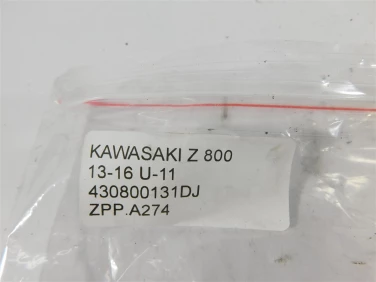 KAWASAKI Z 800
13-16 U-11
430800131DJ
ZPP.A274